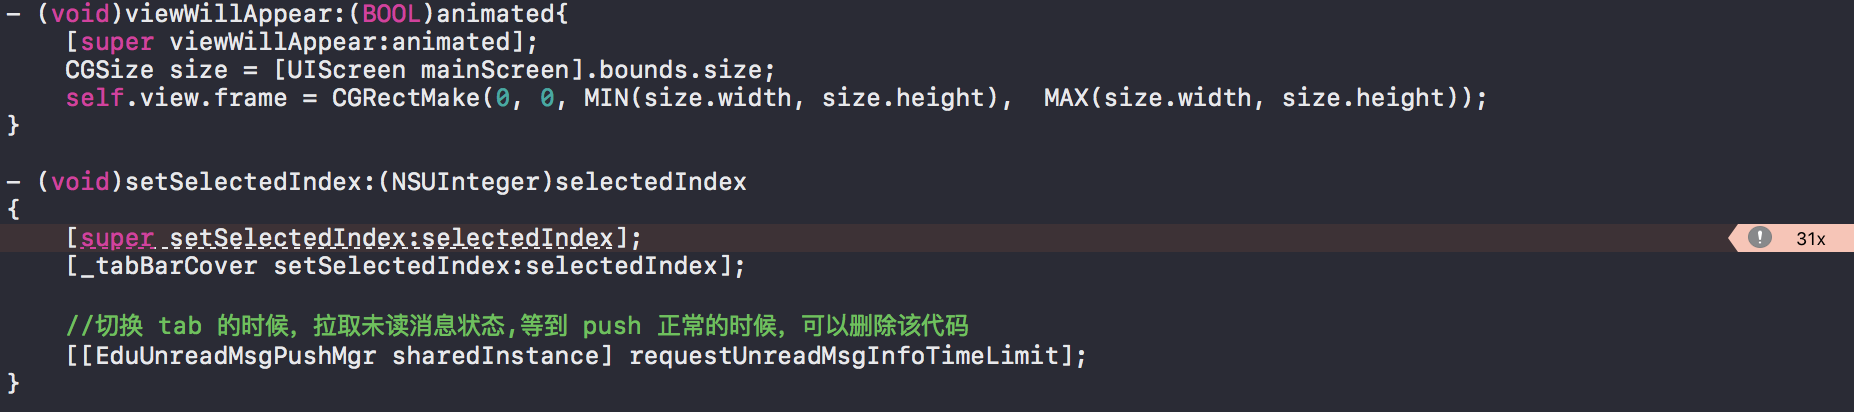 - (void)viewWillAppear:(BOOL)animated{
    [super viewWillAppear:animated];
    CGSize size = [UIScreen mainScreen].bounds.size;
    self.view.frame = CGRectMake(0, 0, MIN(size.width, size.height),  MAX(size.width, size.height));
}
- (void)setSelectedIndex:(NSUInteger)selectedIndex
{
    [super setSelectedIndex:selectedIndex]; 31x
    [_tabBarCover setSelectedIndex:selectedIndex];
    //切换 tab 的时候，拉取未读消息状态,等到 push 正常的时候，可以删除该代码
    [[EduUnreadMsgPushMgr sharedInstance] requestUnreadMsgInfoTimeLimit];
}